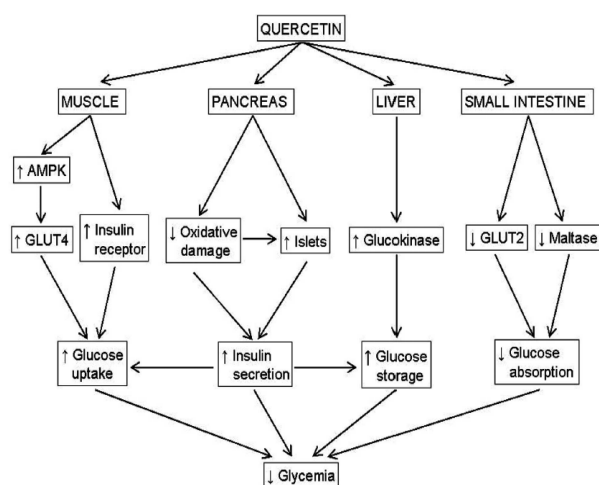 QUERCETIN
MUSCLE
PANCREAS
LIVER
SMALL INTESTINE
↑ AMPK
↑ GLUT4
↑ Insulin
receptor
↓ Oxidative
damage
↑ Islets
↑ Glucokinase
↓ GLUT2
↓ Maltase
↑ Glucose
uptake
↑ Insulin
secretion
↑ Glucose
storage
↓ Glucose
absorption
↓ Glycemia